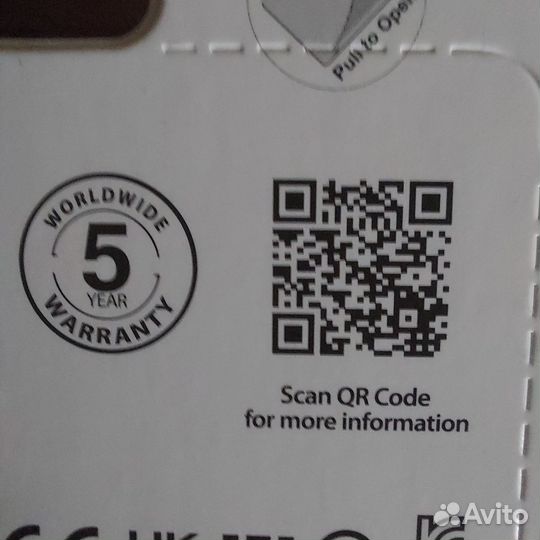 Pull to Open
WORLDWIDE
5
YEAR
WARRANTY
Scan QR Code
for more information
Avito